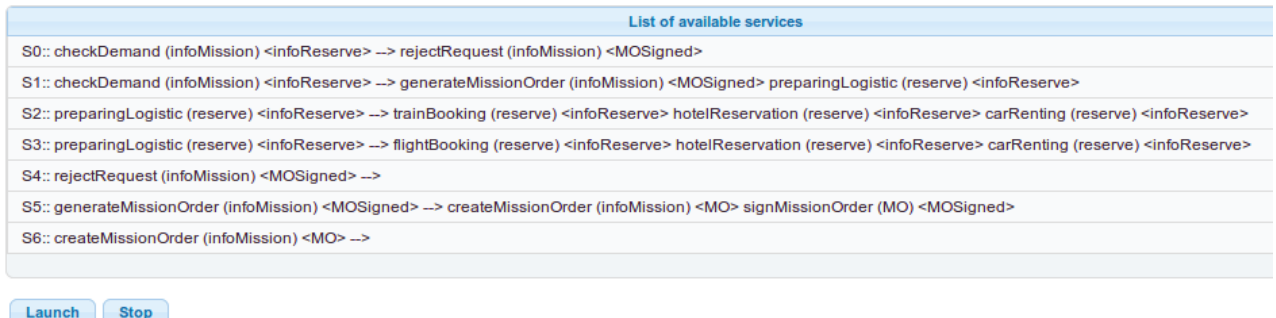 List of available services
S0:: checkDemand (infoMission) <infoReserve> --> rejectRequest (infoMission) <MOSigned>
S1:: checkDemand (infoMission) <infoReserve> --> generateMissionOrder (infoMission) <MOSigned> preparingLogistic (reserve) <infoReserve>
S2:: preparingLogistic (reserve) <infoReserve> --> trainBooking (reserve) <infoReserve> hotelReservation (reserve) <infoReserve> carRenting (reserve) <infoReserve>
S3:: preparingLogistic (reserve) <infoReserve> --> flightBooking (reserve) <infoReserve> hotelReservation (reserve) <infoReserve> carRenting (reserve) <infoReserve>
S4:: rejectRequest (infoMission) <MOSigned> -->
S5:: generateMissionOrder (infoMission) <MOSigned> --> createMissionOrder (infoMission) <MO> signMissionOrder (MO) <MOSigned>
S6:: createMissionOrder (infoMission) <MO> -->
Launch Stop